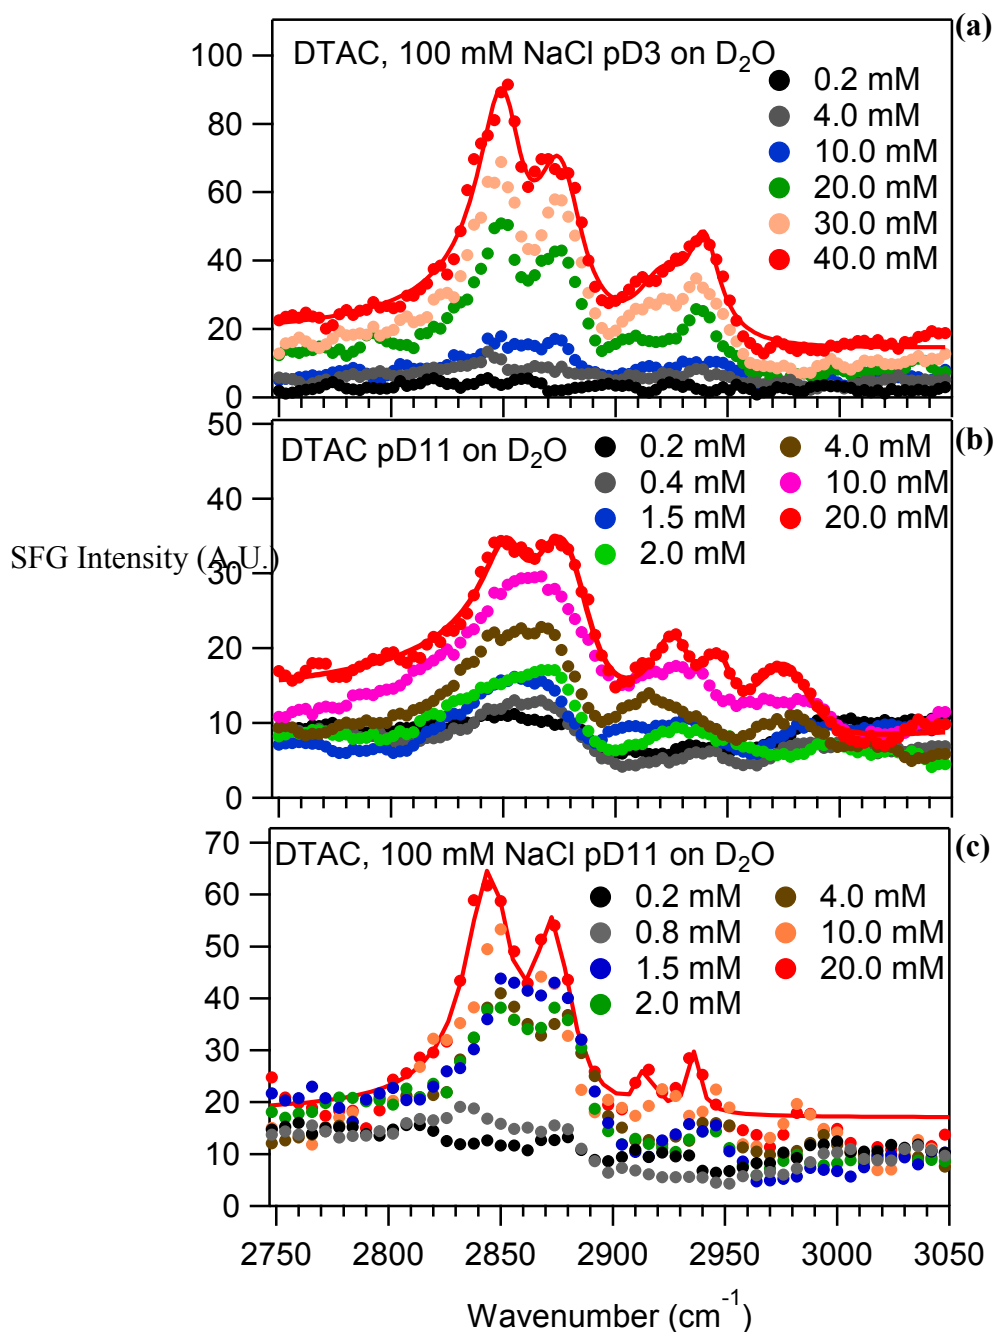 (a)
DTAC, 100 mM NaCl pD3 on D₂O
0.2 mM
4.0 mM
10.0 mM
20.0 mM
30.0 mM
40.0 mM
100
80
60
40
20
0
(b)
DTAC pD11 on D₂O
0.2 mM
0.4 mM
1.5 mM
2.0 mM
4.0 mM
10.0 mM
20.0 mM
50
40
30
20
10
0
SFG Intensity (A.U.)
(c)
DTAC, 100 mM NaCl pD11 on D₂O
0.2 mM
0.8 mM
1.5 mM
2.0 mM
4.0 mM
10.0 mM
20.0 mM
70
60
50
40
30
20
10
0
2750 2800 2850 2900 2950 3000 3050
Wavenumber (cm⁻¹)